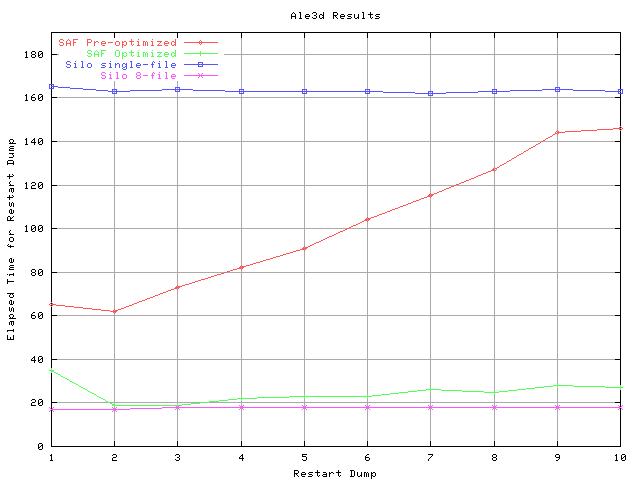 Ale3d Results
SAF Pre-optimized
SAF Optimized
Silo single-file
Silo 8-file
180
160
140
120
100
80
60
40
20
0
Elapsed Time for Restart Dump
1 2 3 4 5 6 7 8 9 10
Restart Dump